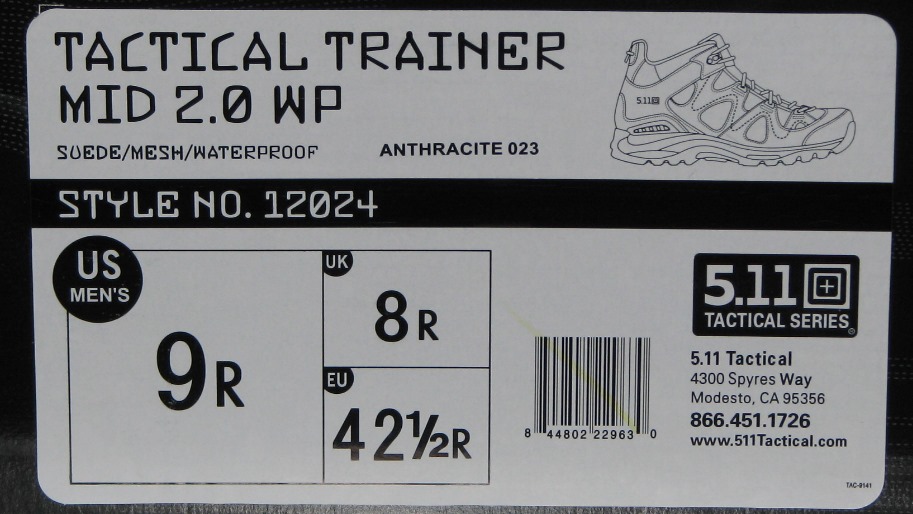 TACTICAL TRAINER
MID 2.0 WP
SUEDE/MESH/WATERPROOF
ANTHRACITE 023
5.11
STYLE NO. 12024
US
MEN'S
9R
UK
8R
EU
42½R
8 44802 22963 0
5.11
TACTICAL SERIES®
5.11 Tactical
4300 Spyres Way
Modesto, CA 95356
866.451.1726
www.511Tactical.com
TAC-9141